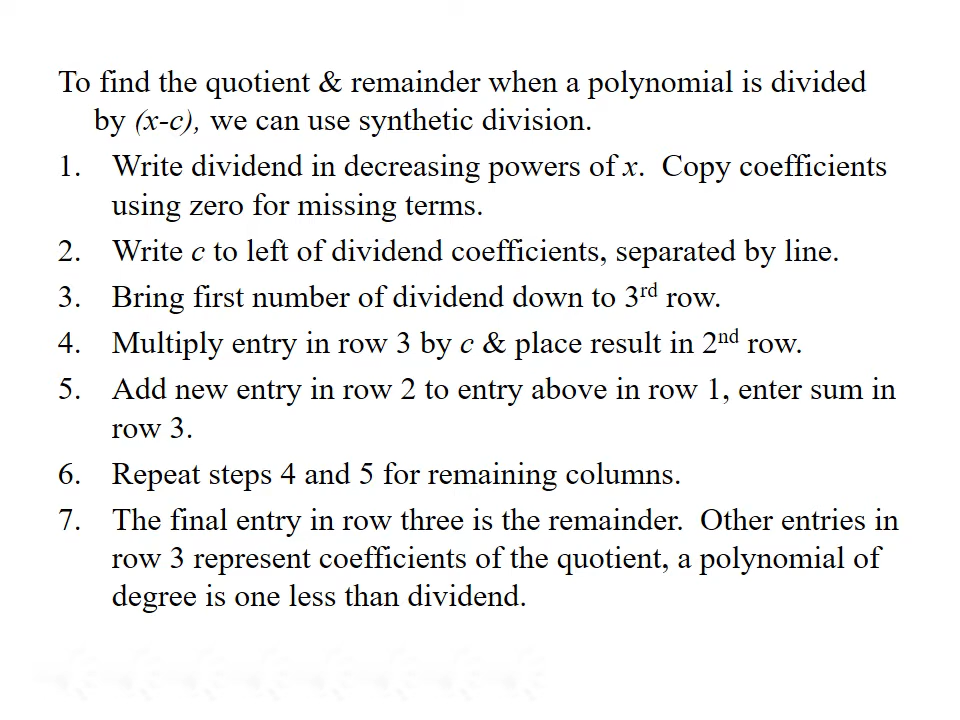 To find the quotient & remainder when a polynomial is divided
by (x-c), we can use synthetic division.
1. Write dividend in decreasing powers of x. Copy coefficients
using zero for missing terms.
2. Write c to left of dividend coefficients, separated by line.
3. Bring first number of dividend down to 3rd row.
4. Multiply entry in row 3 by c & place result in 2nd row.
5. Add new entry in row 2 to entry above in row 1, enter sum in
row 3.
6. Repeat steps 4 and 5 for remaining columns.
7. The final entry in row three is the remainder. Other entries in
row 3 represent coefficients of the quotient, a polynomial of
degree is one less than dividend.